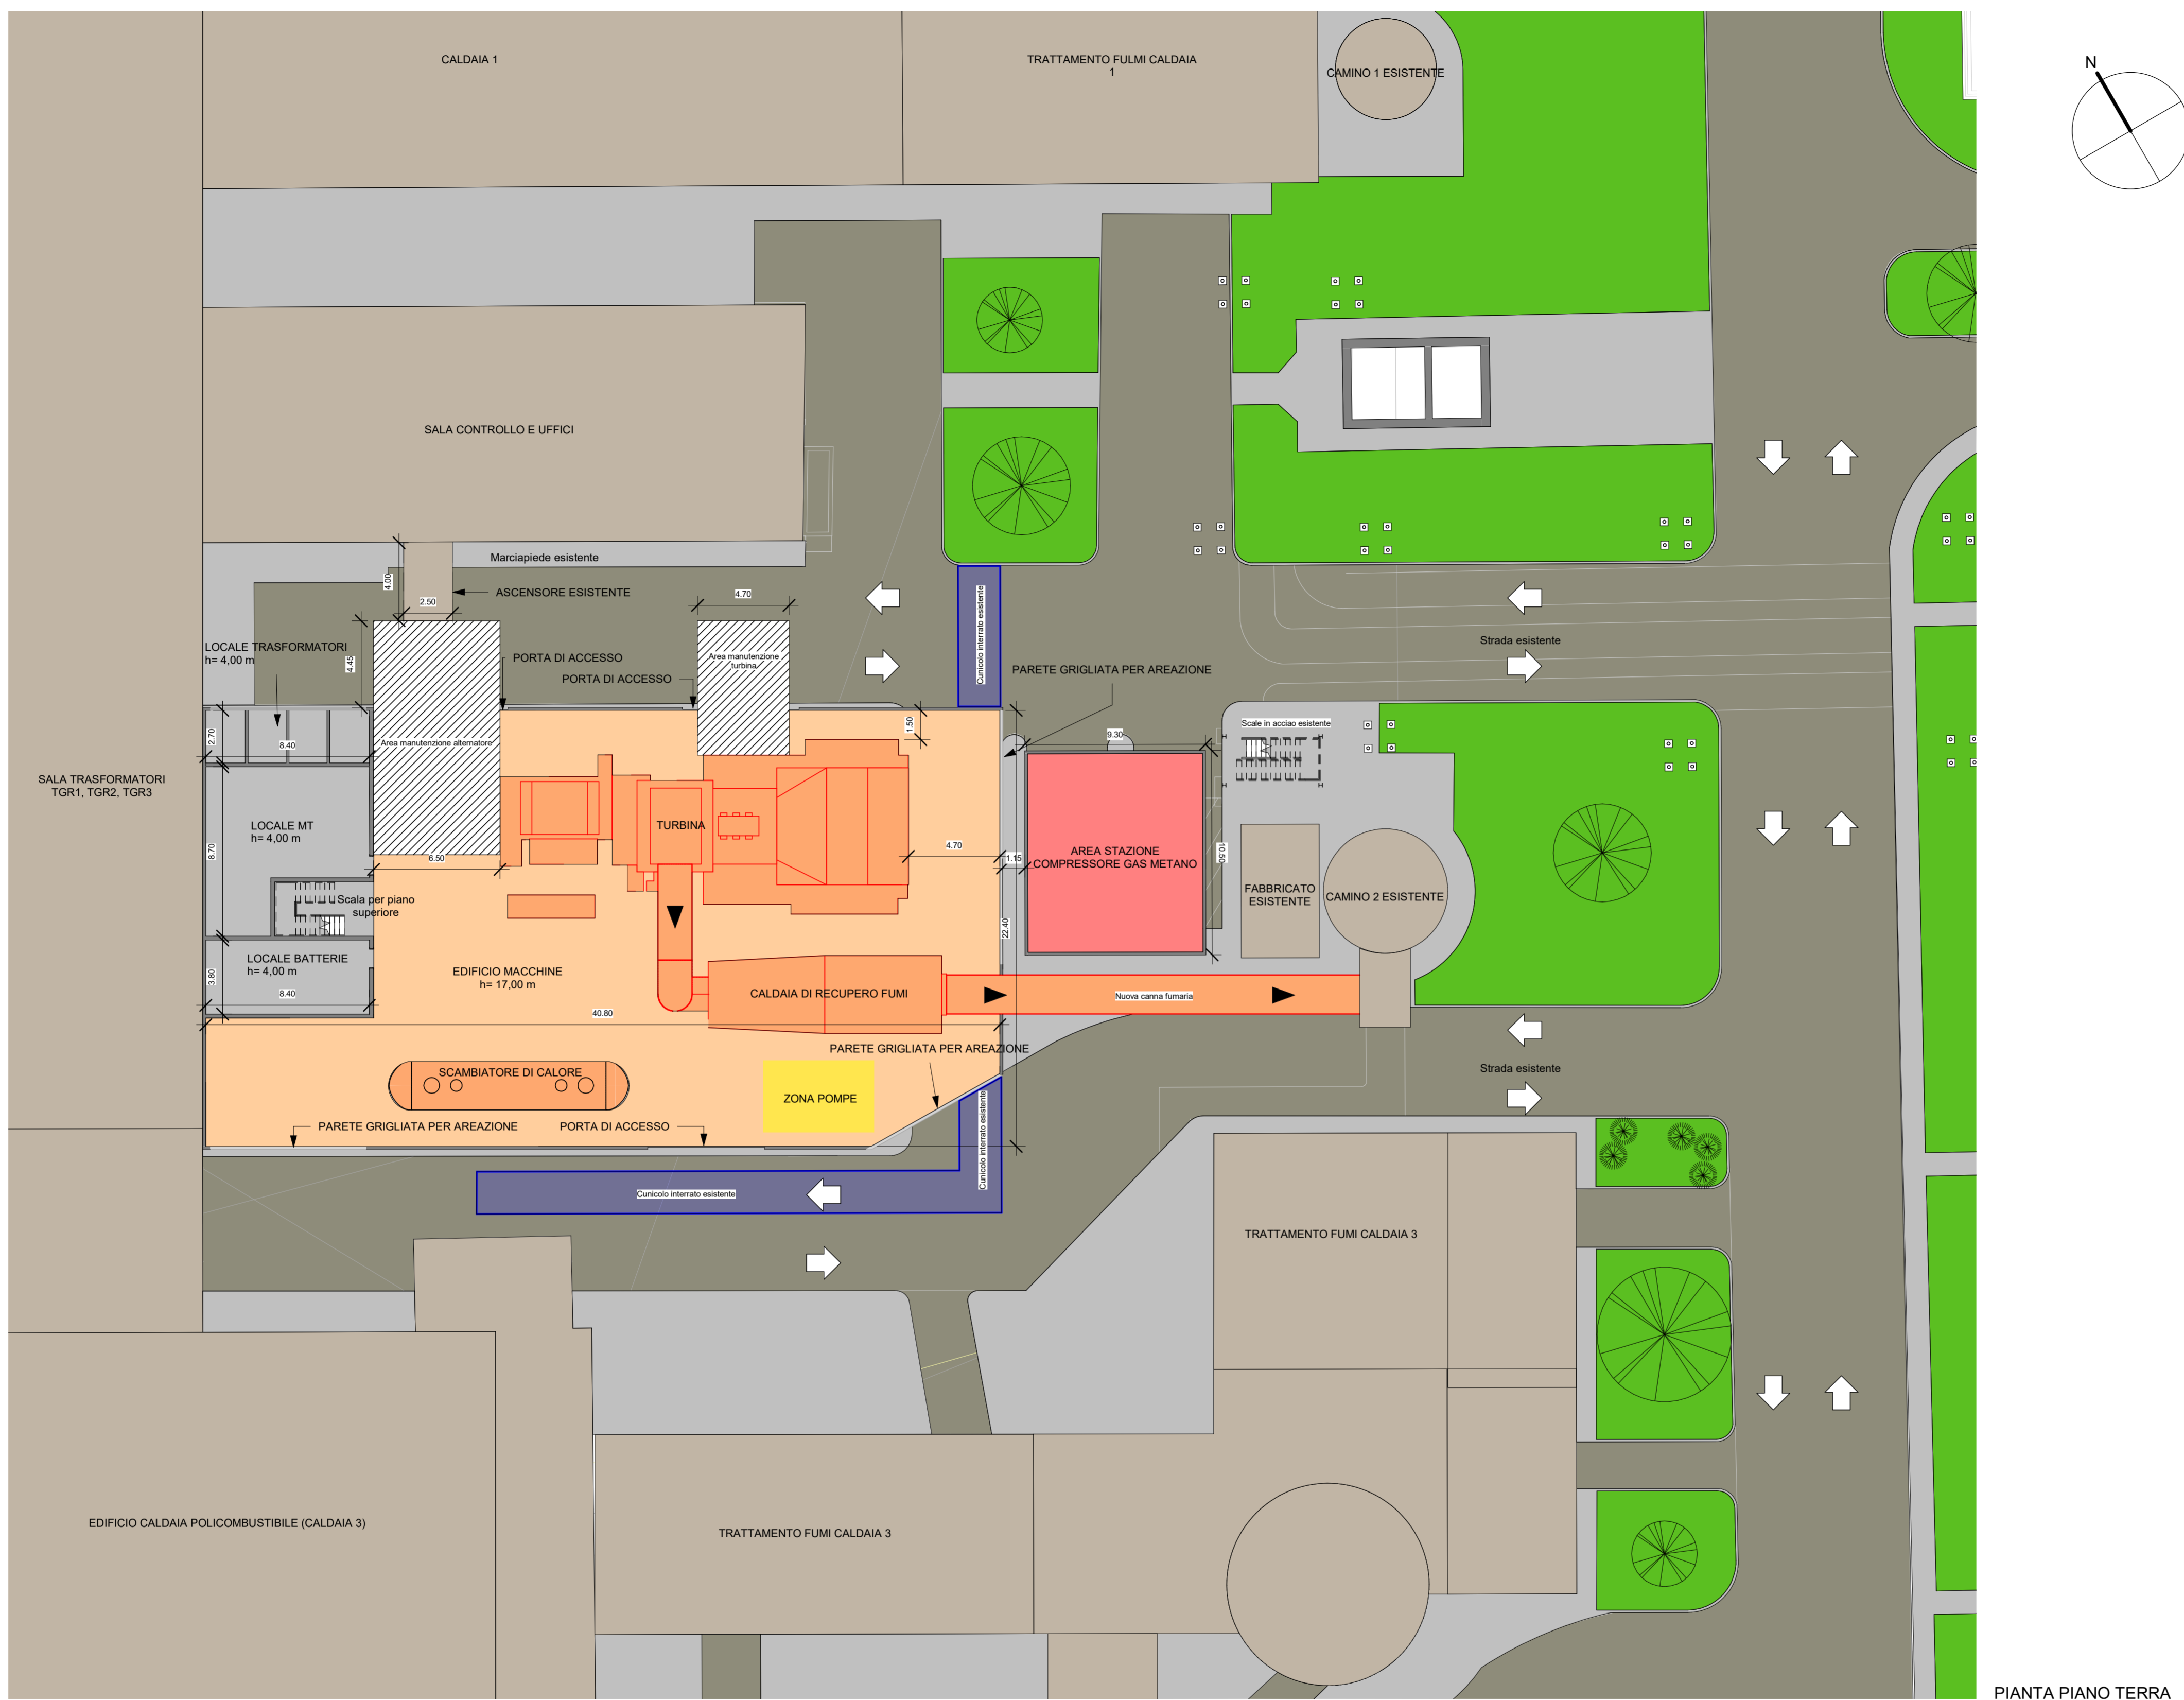 CALDAIA 1
TRATTAMENTO FULMI CALDAIA
1
CAMINO 1 ESISTENTE
N
SALA CONTROLLO E UFFICI
Marciapiede esistente
4.00
2.50
ASCENSORE ESISTENTE
4.70
Cunicolo interrato esistente
Strada esistente
LOCALE TRASFORMATORI
h= 4,00 m
4.45
PORTA DI ACCESSO
PORTA DI ACCESSO
Area manutenzione
turbina
PARETE GRIGLIATA PER AREAZIONE
2.70
8.40
Area manutenzione alternatore
1.50
9.30
Scale in acciao esistente
SALA TRASFORMATORI
TGR1, TGR2, TGR3
LOCALE MT
h= 4,00 m
8.70
6.50
TURBINA
4.70
1.15
AREA STAZIONE
COMPRESSORE GAS METANO
10.50
FABBRICATO
ESISTENTE
CAMINO 2 ESISTENTE
Scala per piano
superiore
22.40
LOCALE BATTERIE
h= 4,00 m
3.80
8.40
EDIFICIO MACCHINE
h= 17,00 m
CALDAIA DI RECUPERO FUMI
Nuova canna fumaria
40.80
PARETE GRIGLIATA PER AREAZIONE
Strada esistente
SCAMBIATORE DI CALORE
ZONA POMPE
PARETE GRIGLIATA PER AREAZIONE
PORTA DI ACCESSO
Cunicolo interrato esistente
Cunicolo interrato esistente
TRATTAMENTO FUMI CALDAIA 3
EDIFICIO CALDAIA POLICOMBUSTIBILE (CALDAIA 3)
TRATTAMENTO FUMI CALDAIA 3
PIANTA PIANO TERRA